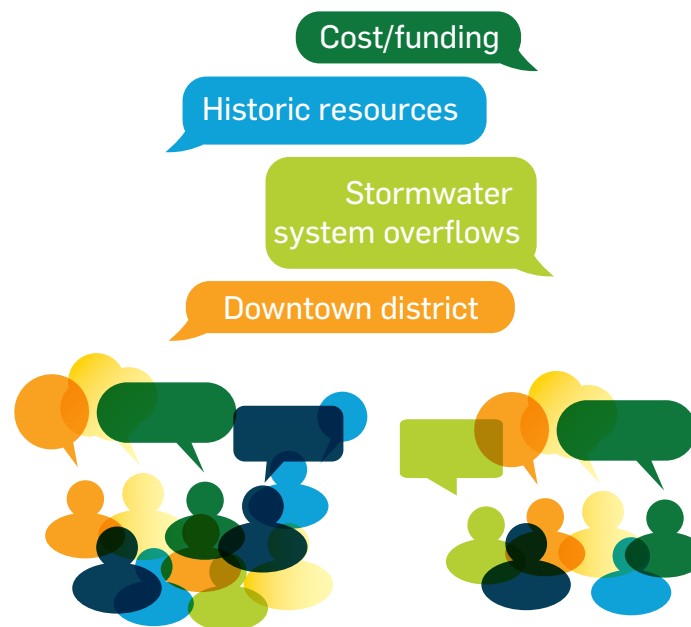 Cost/funding
Historic resources
Stormwater
system overflows
Downtown district